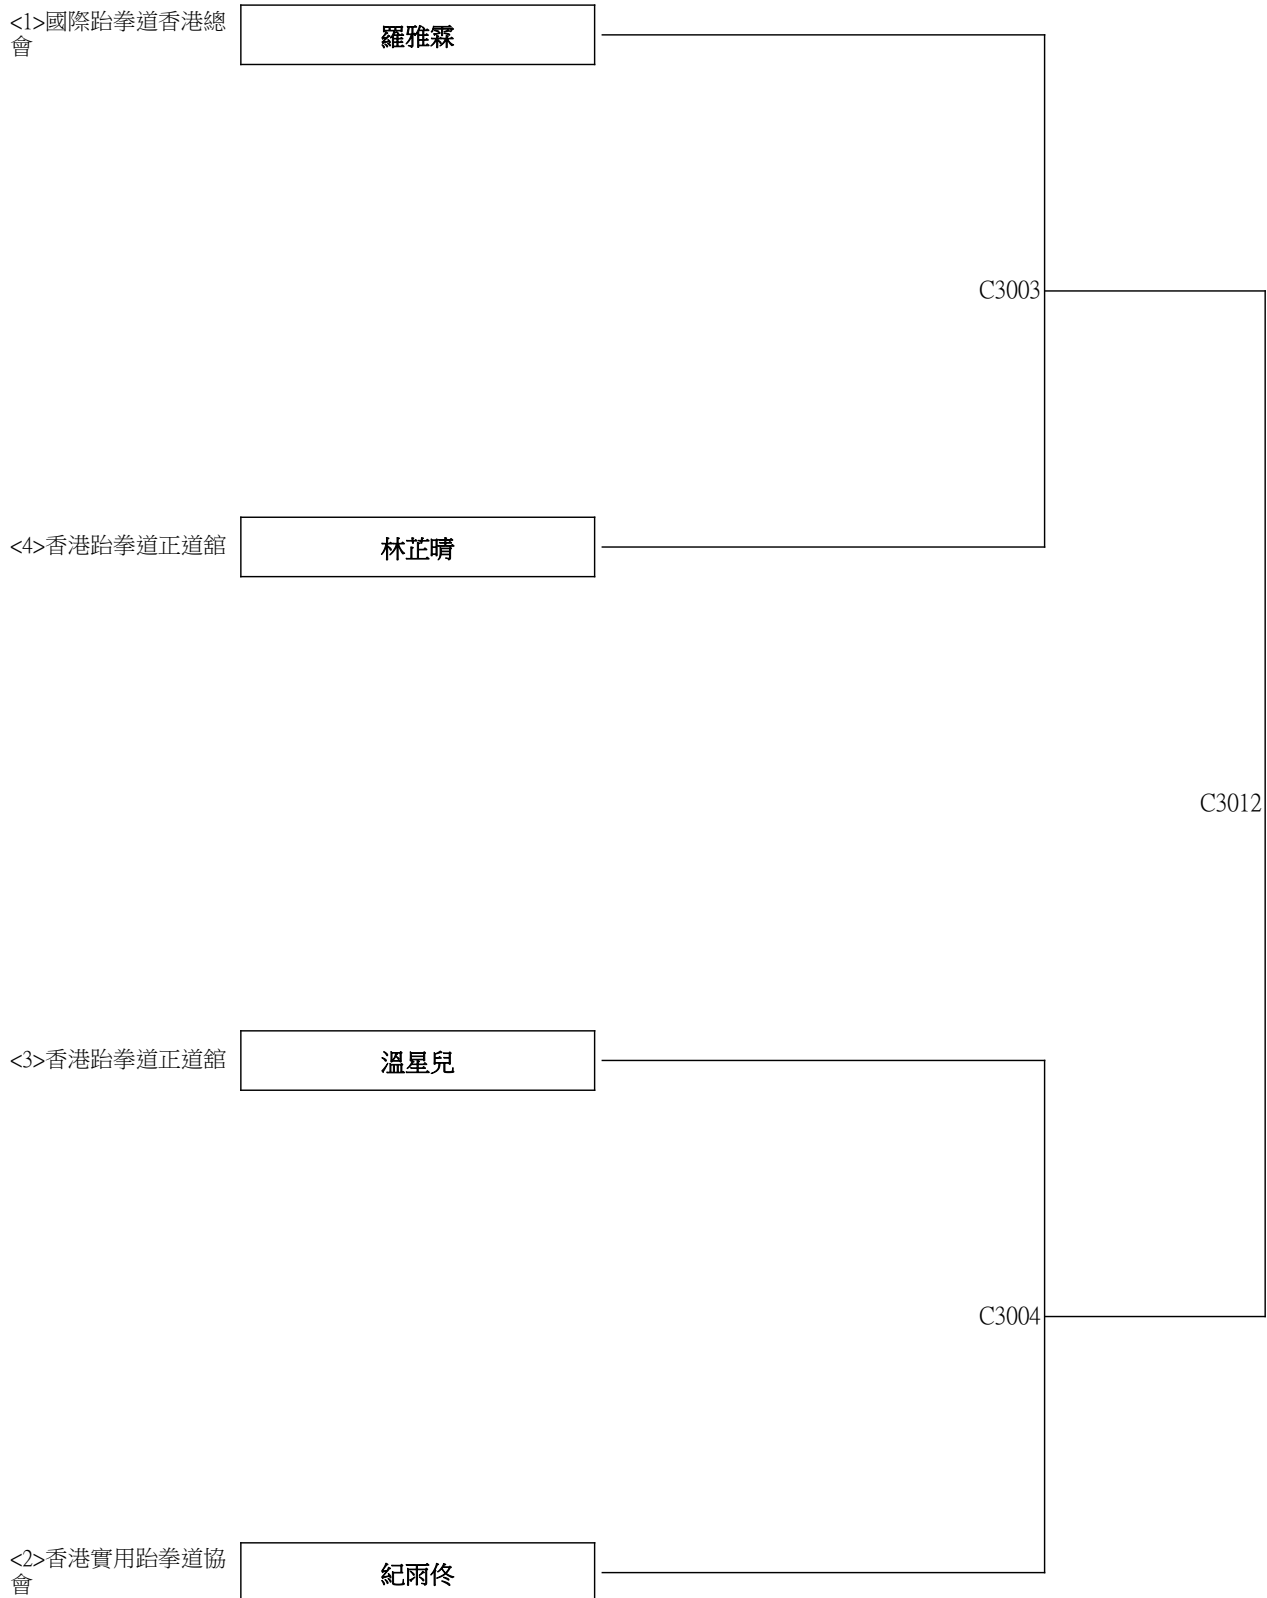 <1>國際跆拳道香港總
會
羅雅霖
C3003
<4>香港跆拳道正道舘
林芷晴
C3012
<3>香港跆拳道正道舘
溫星兒
C3004
<2>香港實用跆拳道協
會
紀雨佟